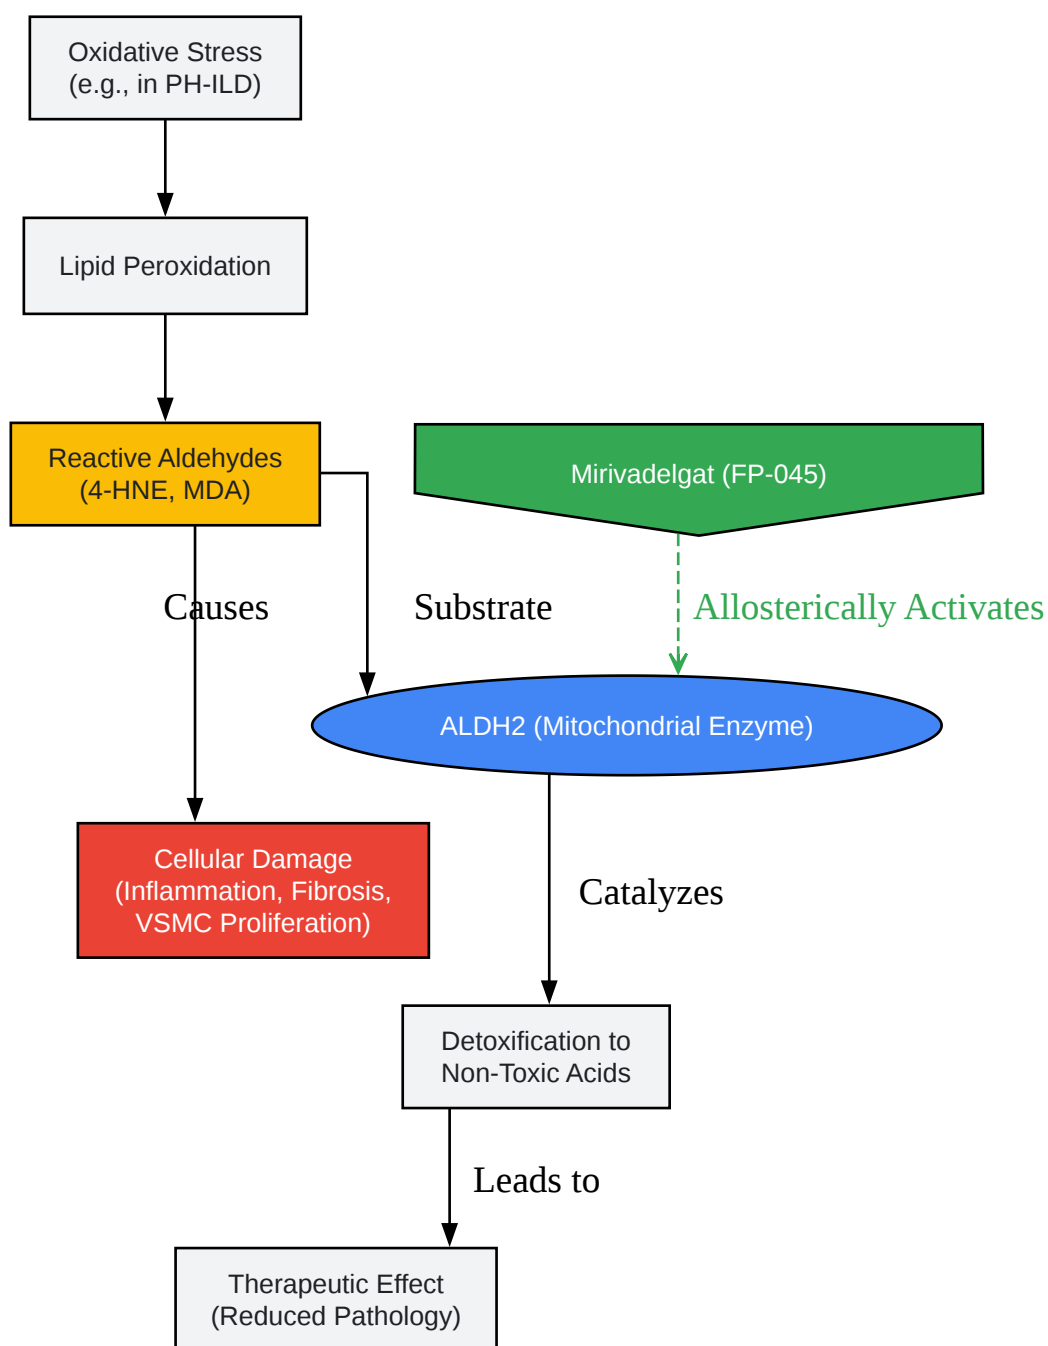 Oxidative Stress
(e.g., in PH-ILD)
Lipid Peroxidation
Reactive Aldehydes
(4-HNE, MDA)
Mirivadelgat (FP-045)
Causes
Substrate
Allosterically Activates
ALDH2 (Mitochondrial Enzyme)
Cellular Damage
(Inflammation, Fibrosis,
VSMC Proliferation)
Catalyzes
Detoxification to
Non-Toxic Acids
Leads to
Therapeutic Effect
(Reduced Pathology)